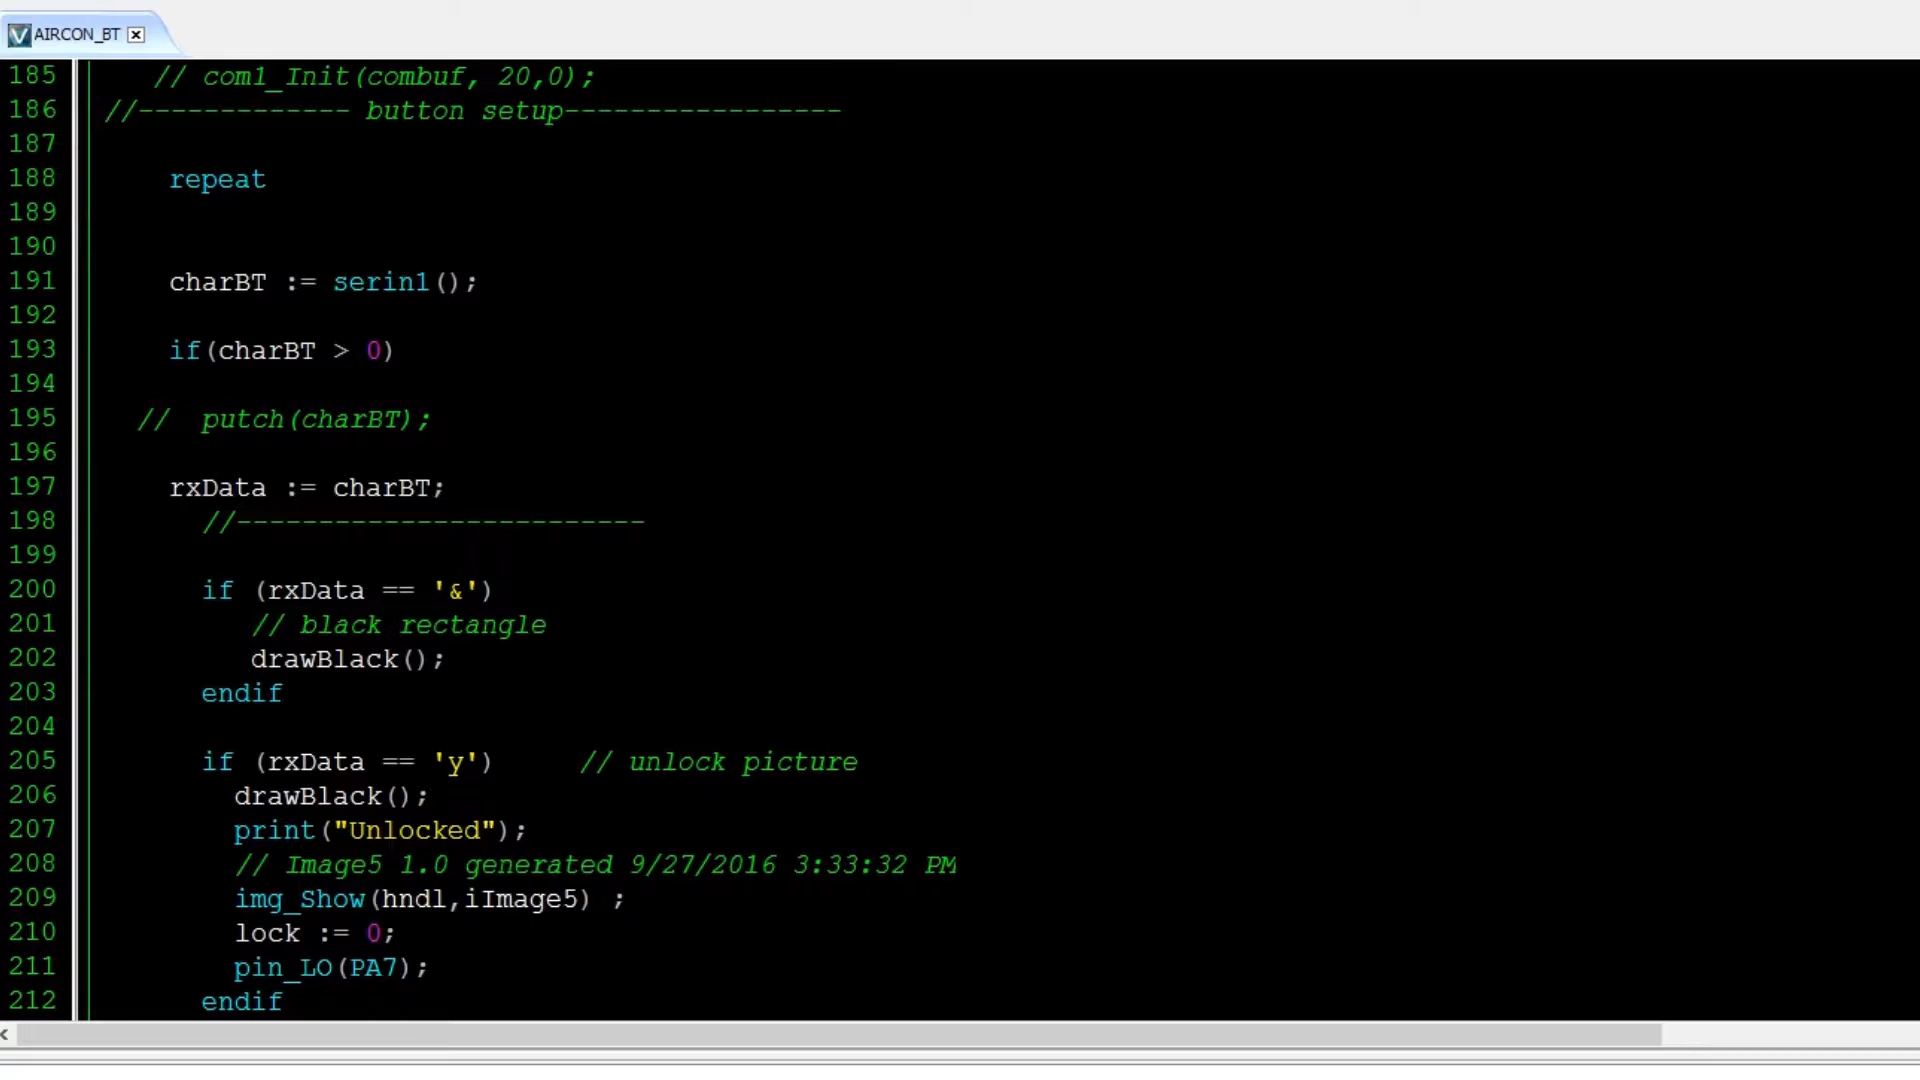 AIRCON_BT
185 // com1_Init(combuf, 20,0);
186 //------------- button setup-----------------
187
188 repeat
189
190
191 charBT := serin1();
192
193 if(charBT > 0)
194
195 // putch(charBT);
196
197 rxData := charBT;
198 //-------------------------
199
200 if (rxData == '&')
201 // black rectangle
202 drawBlack();
203 endif
204
205 if (rxData == 'y') // unlock picture
206 drawBlack();
207 print("Unlocked");
208 // Image5 1.0 generated 9/27/2016 3:33:32 PM
209 img_Show(hndl,iImage5) ;
210 lock := 0;
211 pin_LO(PA7);
212 endif